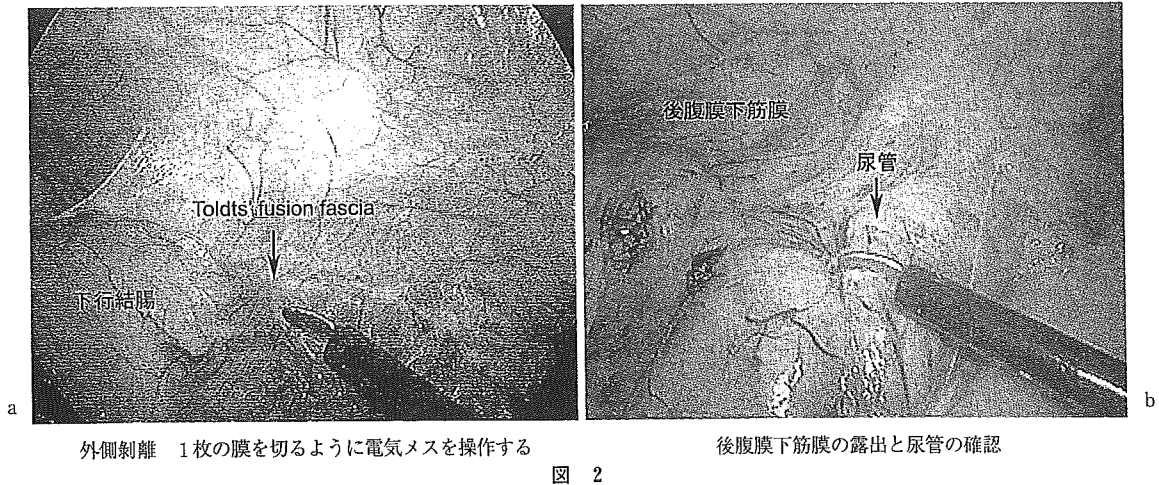 Toldts' fusion fascia
下行結腸
a
外側剝離　1枚の膜を切るように電気メスを操作する
後腹膜下筋膜
尿管
b
後腹膜下筋膜の露出と尿管の確認
図　2